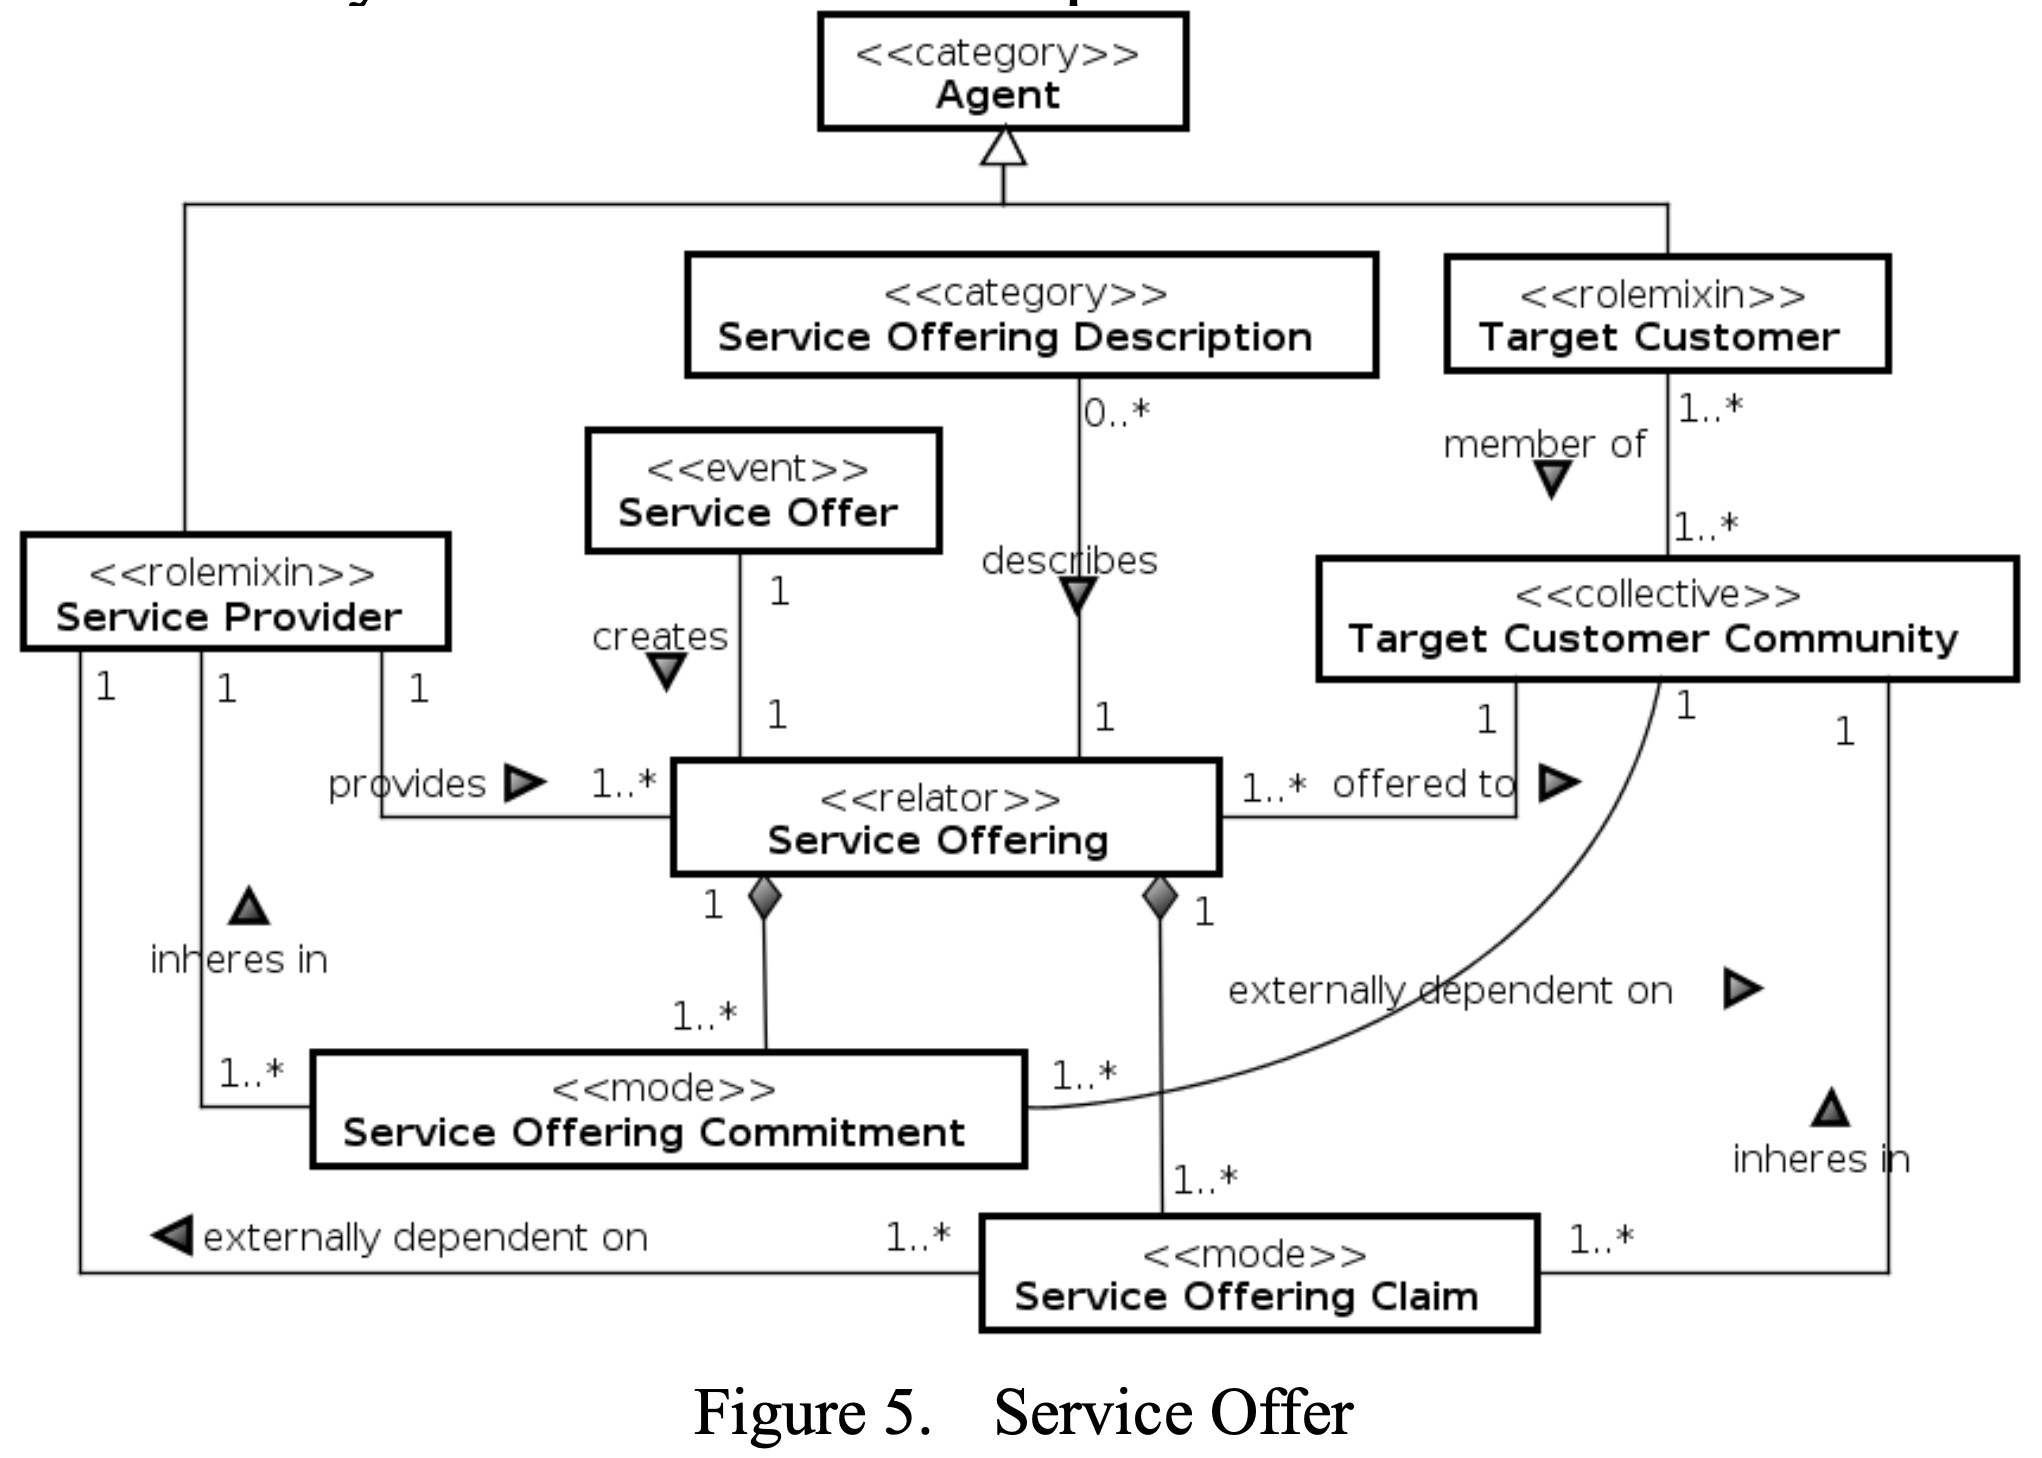 <<category>>
Agent
<<category>>
Service Offering Description
<<rolemixin>>
Target Customer
0..*
1..*
member of
<<event>>
Service Offer
1..*
describes
<<rolemixin>>
Service Provider
1
creates
<<collective>>
Target Customer Community
1
1
1
1
1
1
1
1
provides
1..*
<<relator>>
Service Offering
1..*
offered to
1
1
inheres in
externally dependent on
1..*
1..*
<<mode>>
Service Offering Commitment
1..*
inheres in
1..*
externally dependent on
1..*
<<mode>>
Service Offering Claim
1..*
Figure 5. Service Offer